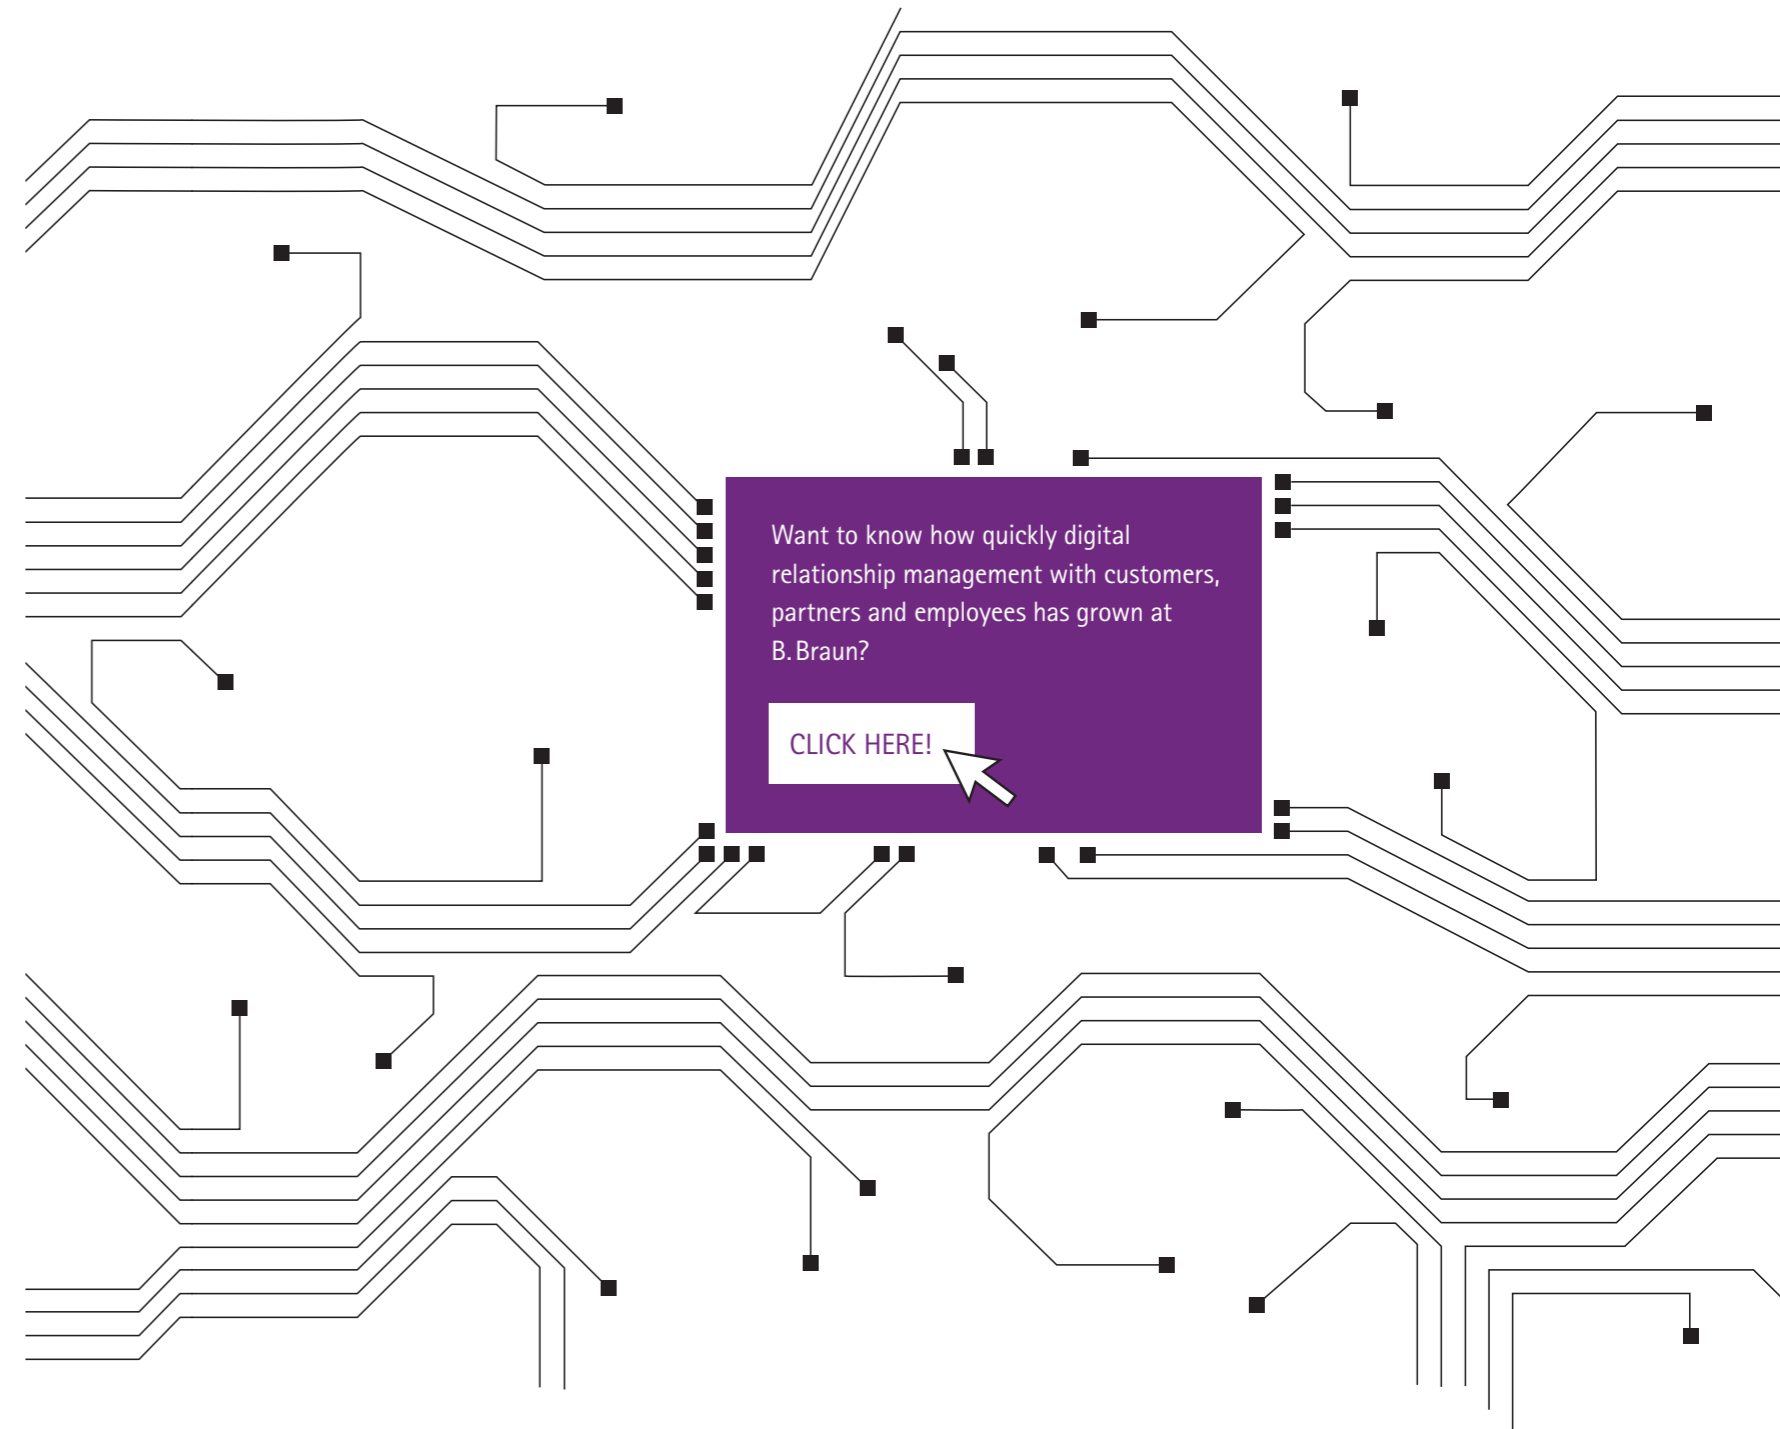 Want to know how quickly digital
relationship management with customers,
partners and employees has grown at
B. Braun?
CLICK HERE!